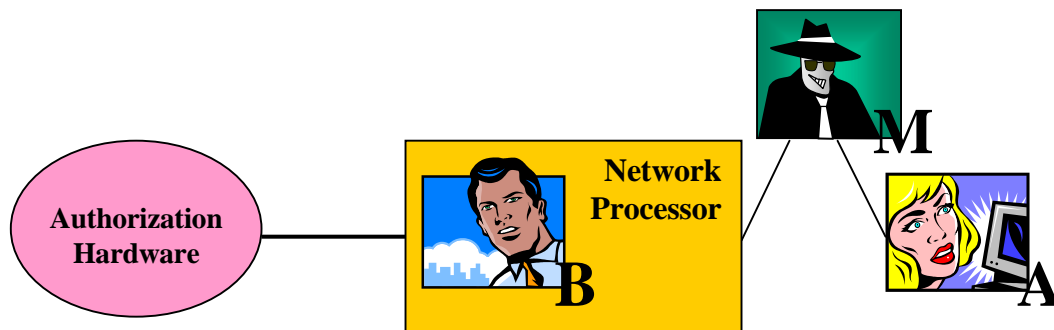 Authorization
Hardware
Network
Processor
B
M
A